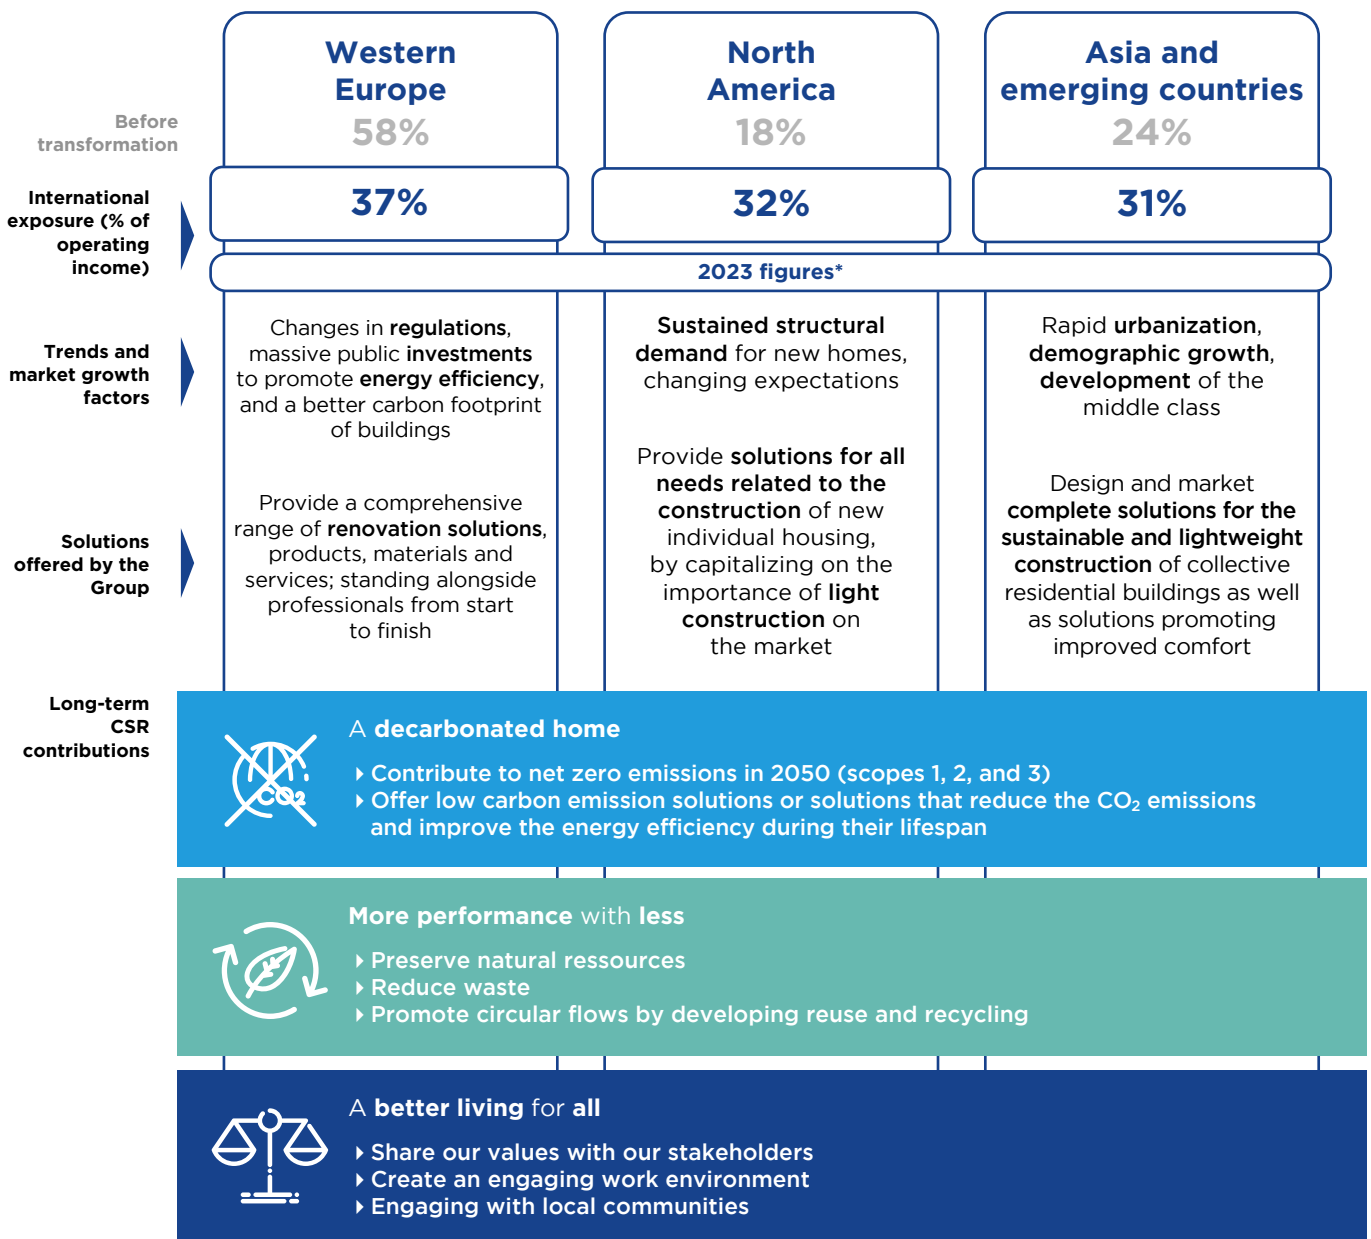 Western
Europe
North
America
Asia and
emerging countries
Before
transformation
58%
18%
24%
International
exposure (% of
operating
income)
37%
32%
31%
2023 figures*
Trends and
market growth
factors
Changes in regulations,
massive public investments
to promote energy efficiency,
and a better carbon footprint
of buildings
Sustained structural
demand for new homes,
changing expectations
Rapid urbanization,
demographic growth,
development of the
middle class
Solutions
offered by the
Group
Provide a comprehensive
range of renovation solutions,
products, materials and
services; standing alongside
professionals from start
to finish
Provide solutions for all
needs related to the
construction of new
individual housing,
by capitalizing on the
importance of light
construction on
the market
Design and market
complete solutions for the
sustainable and lightweight
construction of collective
residential buildings as well
as solutions promoting
improved comfort
Long-term
CSR
contributions
CO2
A decarbonated home
Contribute to net zero emissions in 2050 (scopes 1, 2, and 3)
Offer low carbon emission solutions or solutions that reduce the CO₂ emissions
and improve the energy efficiency during their lifespan
More performance with less
Preserve natural ressources
Reduce waste
Promote circular flows by developing reuse and recycling
A better living for all
Share our values with our stakeholders
Create an engaging work environment
Engaging with local communities